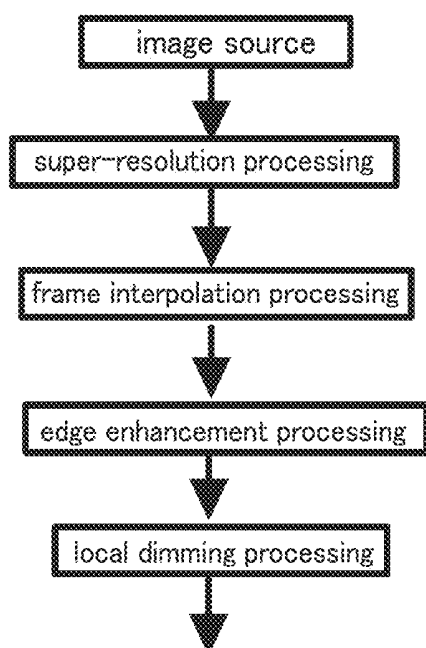 image source
super-resolution processing
frame interpolation processing
edge enhancement processing
local dimming processing